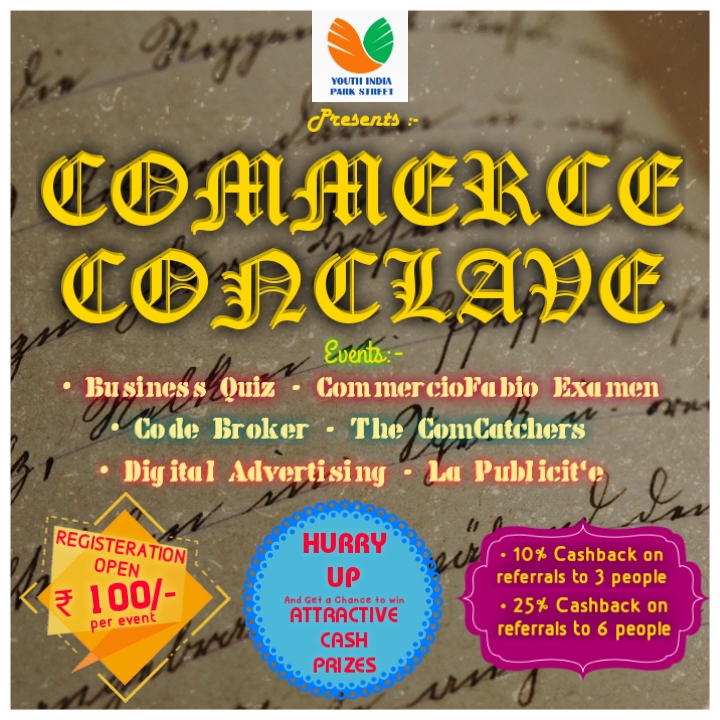 YOUTH INDIA
PARK STREET
Presents :-
COMMERCE
CONCLAVE
Events:-
• Business Quiz - CommercioFabio Examen
• Code Broker - The ComCatchers
• Digital Advertising - La Publicit'e
REGISTERATION
OPEN
₹ 100/-
per event
HURRY
UP
And Get a Chance to win
ATTRACTIVE
CASH
PRIZES
• 10% Cashback on
referrals to 3 people
• 25% Cashback on
referrals to 6 people